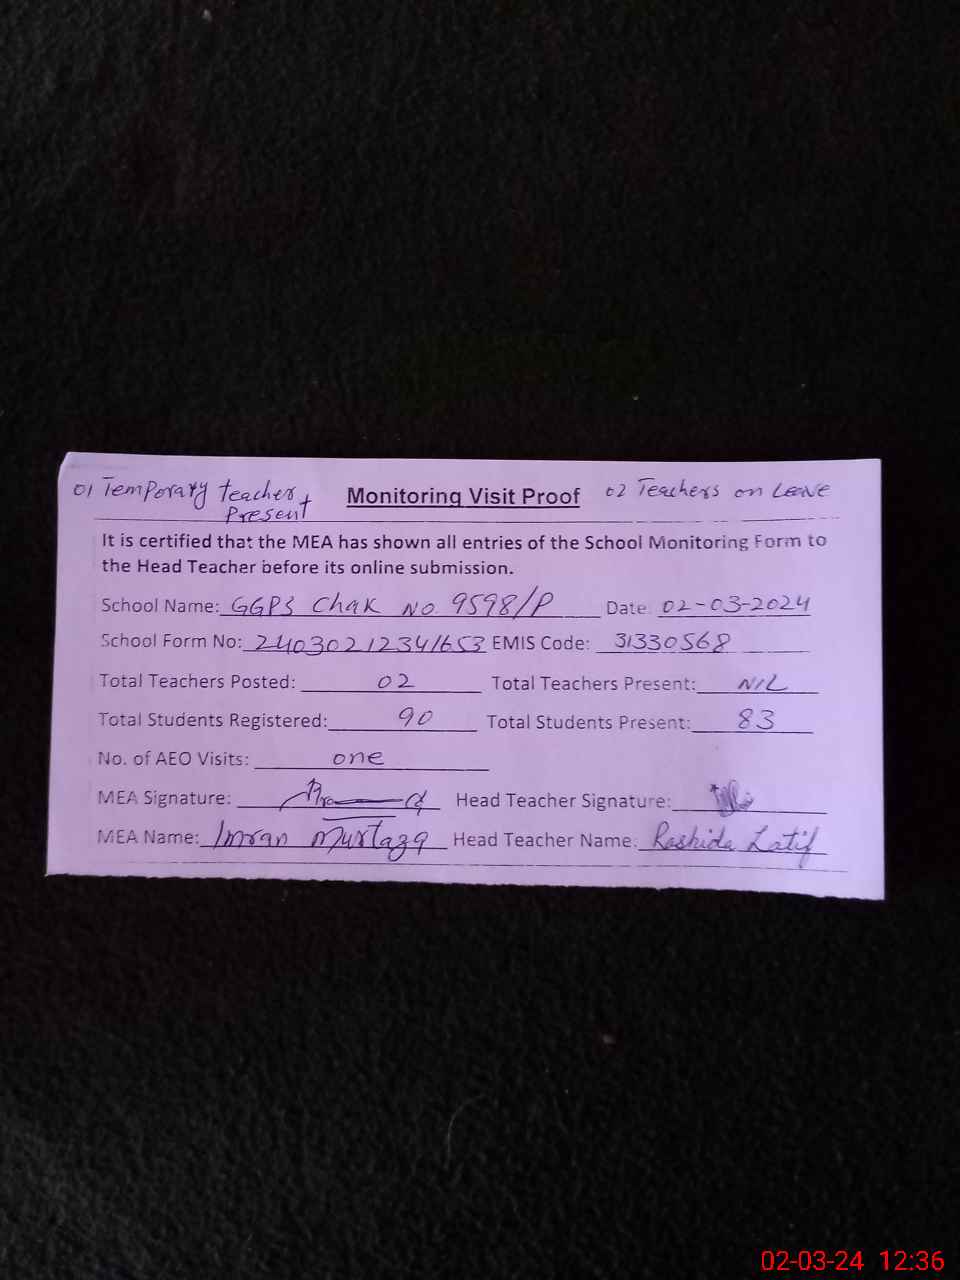 01 Temporary teacher + Monitoring Visit Proof 02 Teachers on Leave
Present
It is certified that the MEA has shown all entries of the School Monitoring Form to
the Head Teacher before its online submission.
School Name: GGPS Chak No. 9598/P Date: 02-03-2024
School Form No: 24030212341653 EMIS Code: 31330568
Total Teachers Posted: 02 Total Teachers Present: NIL
Total Students Registered: 90 Total Students Present: 83
No. of AEO Visits: one
MEA Signature: Head Teacher Signature:
MEA Name: Imran Murtaza Head Teacher Name: Rashida Latif
02-03-24 12:36